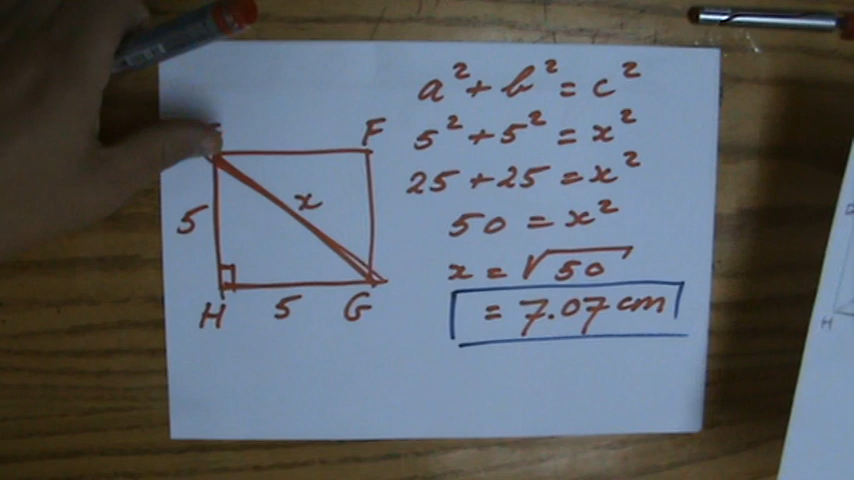 a² + b² = c²
5² + 5² = x²
25 + 25 = x²
50 = x²
x = √50
= 7.07 cm
F
x
5
H 5 G
H